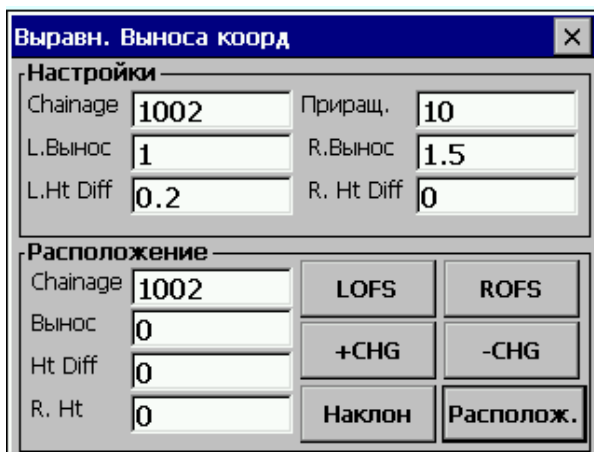 Выравн. Выноса коорд
Настройки
Chainage 1002 Приращ. 10
L.Вынос 1 R.Вынос 1.5
L.Ht Diff 0.2 R. Ht Diff 0
Расположение
Chainage 1002 LOFS ROFS
Вынос 0
+CHG -CHG
Ht Diff 0
R. Ht 0 Наклон Располож.